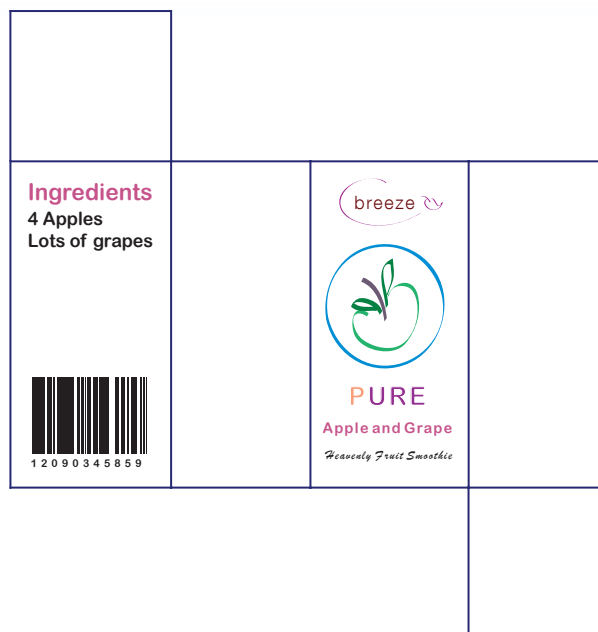 Ingredients
4 Apples
Lots of grapes
12090345859
breeze
PURE
Apple and Grape
Heavenly Fruit Smoothie